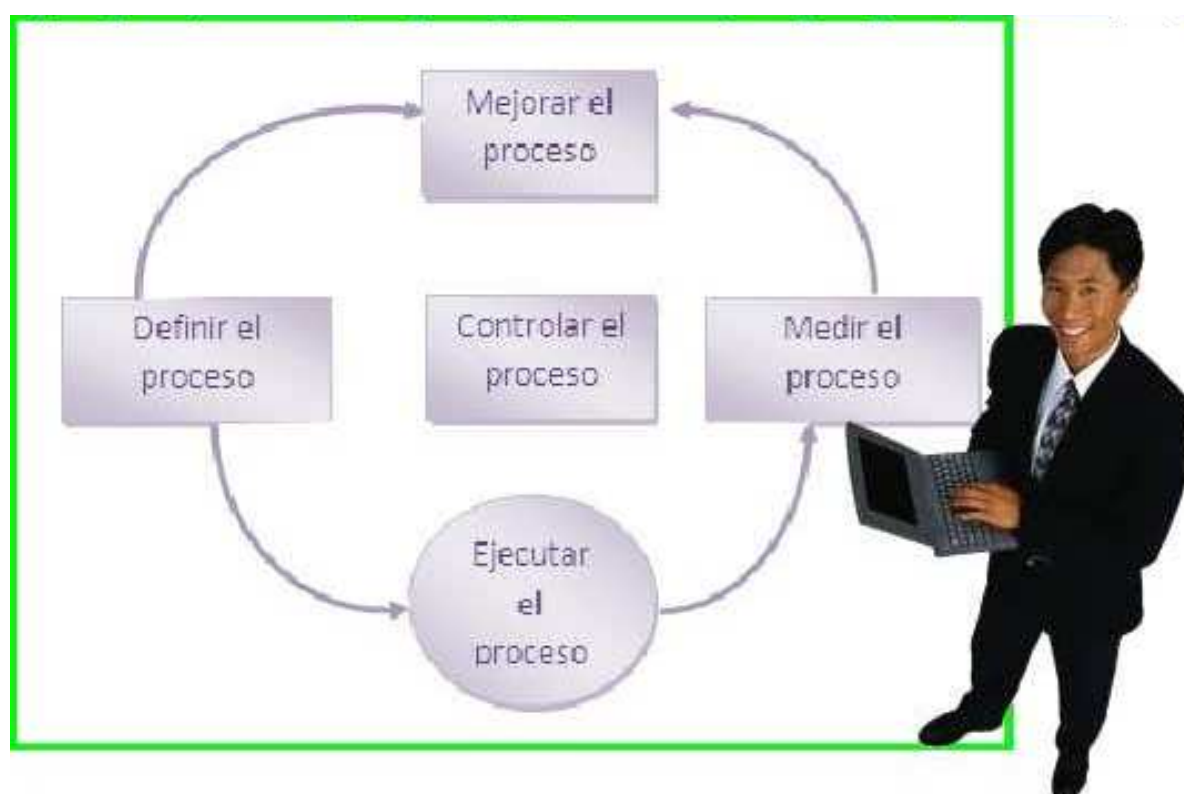 Mejorar el
proceso
Definir el
proceso
Controlar el
proceso
Medir el
proceso
Ejecutar
el
proceso